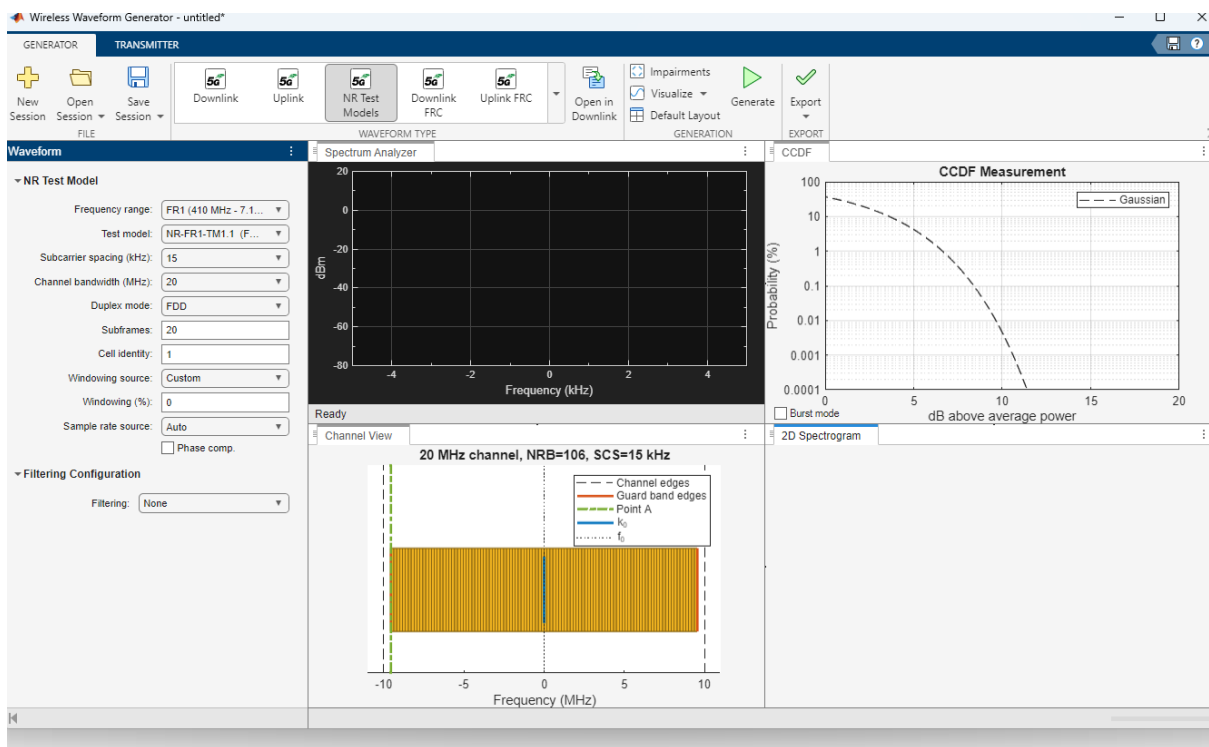 Wireless Waveform Generator - untitled*
GENERATOR TRANSMITTER
5G 5G 5G 5G 5G
New Session
Open Session
Save Session
Downlink
Uplink
NR Test Models
Downlink FRC
Uplink FRC
Open in Downlink
Impairments
Visualize
Default Layout
Generate
Export
FILE WAVEFORM TYPE GENERATION EXPORT
Waveform
NR Test Model
Frequency range: FR1 (410 MHz - 7.1...
Test model: NR-FR1-TM1.1 (F...
Subcarrier spacing (kHz): 15
Channel bandwidth (MHz): 20
Duplex mode: FDD
Subframes: 20
Cell identity: 1
Windowing source: Custom
Windowing (%): 0
Sample rate source: Auto
Phase comp.
Filtering Configuration
Filtering: None
Spectrum Analyzer
20
0
-20
-40
-60
-80
dBm
-4 -2 0 2 4
Frequency (kHz)
Ready
CCDF
CCDF Measurement
Gaussian
100
10
1
0.1
0.01
0.001
0.0001
Probability (%)
0 5 10 15 20
Burst mode
dB above average power
Channel View
20 MHz channel, NRB=106, SCS=15 kHz
Channel edges
Guard band edges
Point A
k₀
f₀
-10 -5 0 5 10
Frequency (MHz)
2D Spectrogram